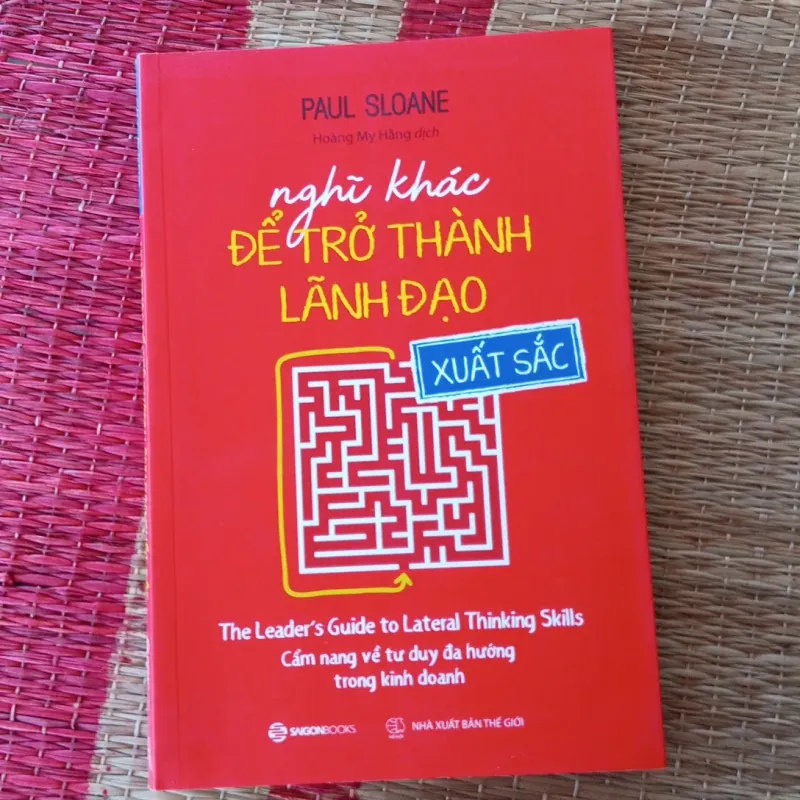 PAUL SLOANE
Hoàng My Hằng dịch
nghĩ khác
ĐỂ TRỞ THÀNH
LÃNH ĐẠO
XUẤT SẮC
The Leader's Guide to Lateral Thinking Skills
Cẩm nang về tư duy đa hướng
trong kinh doanh
SAIGONBOOKS
NHÀ XUẤT BẢN THẾ GIỚI